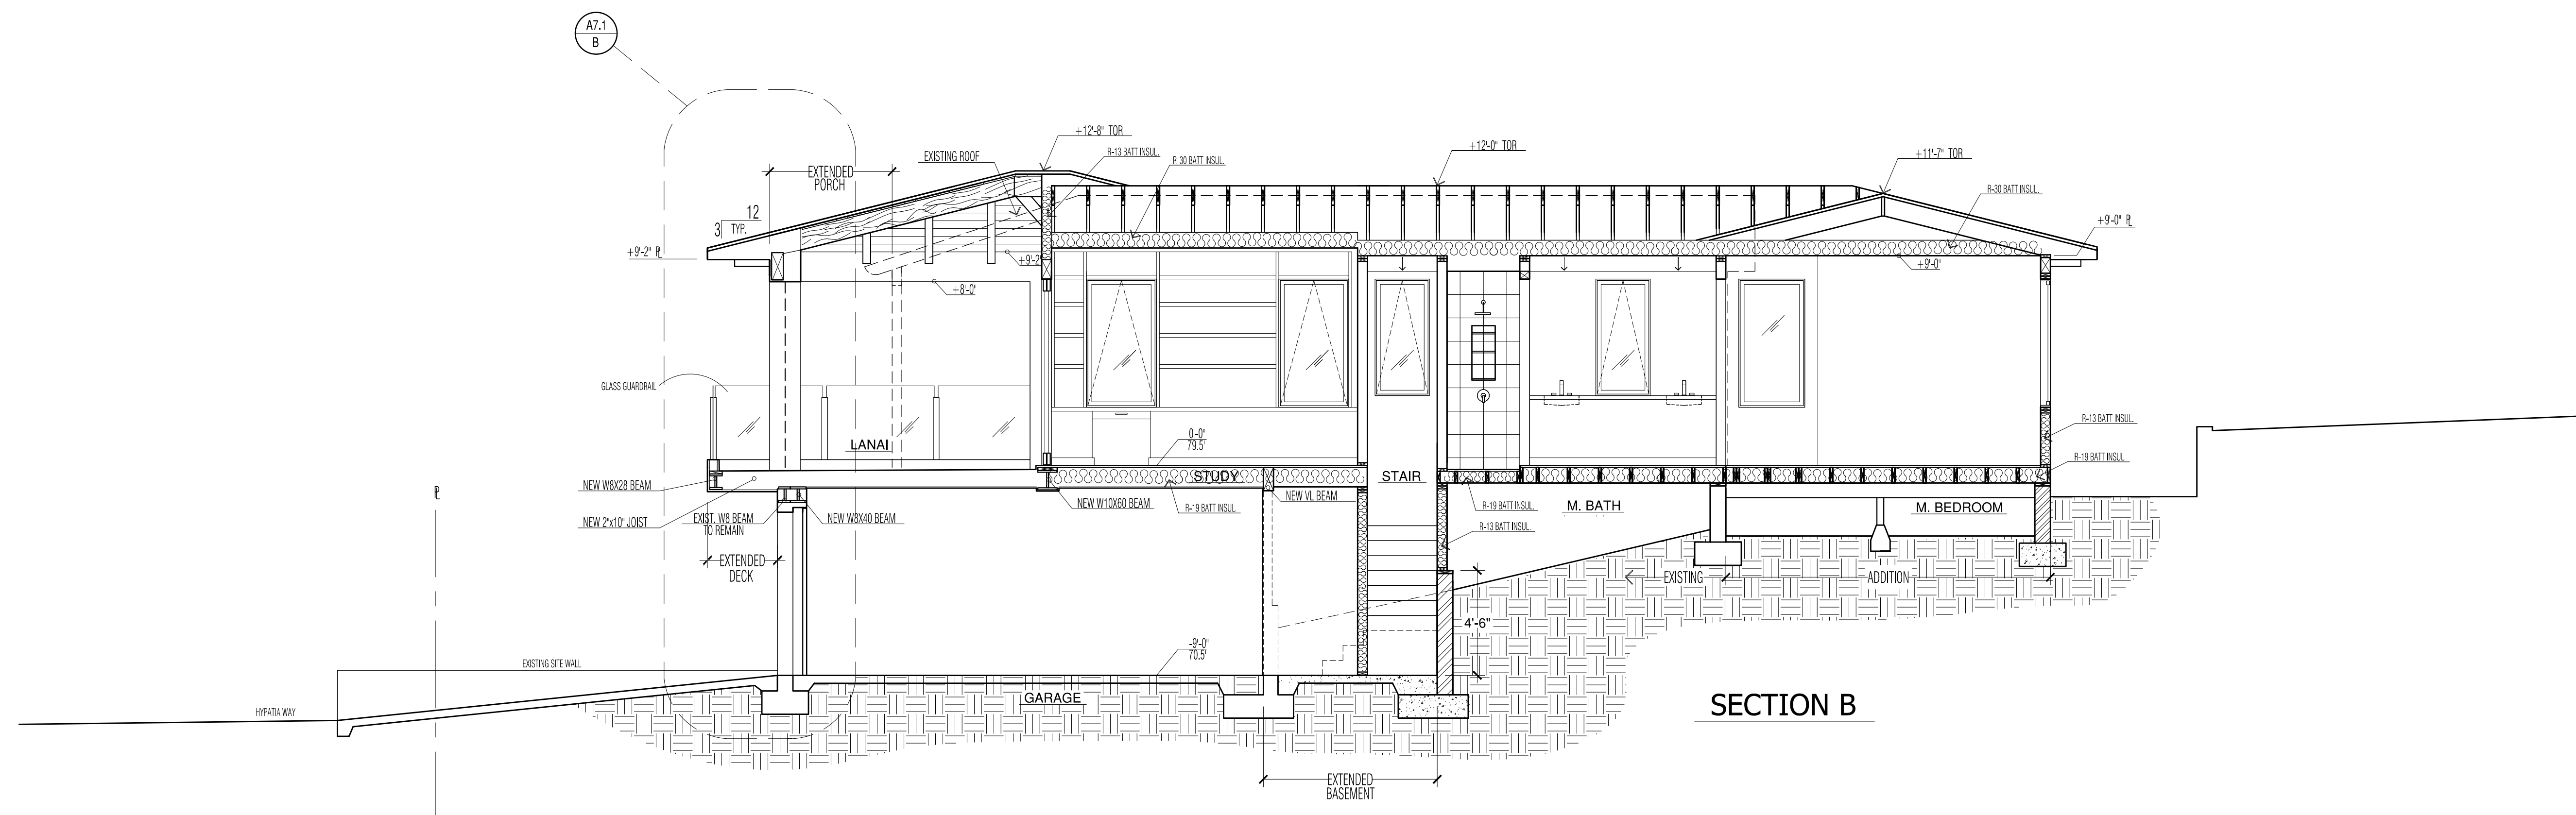 A7.1
B
+12'-8" TOR
+12'-0" TOR
+11'-7" TOR
EXISTING ROOF
R-13 BATT INSUL.
R-30 BATT INSUL.
EXTENDED
PORCH
R-30 BATT INSUL.
12
3
TYP.
+9'-0" PL
+9'-2" PL
+9'-2"
+9'-0"
+8'-0"
GLASS GUARDRAIL
R-13 BATT INSUL.
0'-0"
79.5'
LANAI
R-19 BATT INSUL.
STUDY
STAIR
NEW W8X28 BEAM
NEW VL BEAM
NEW W10X60 BEAM
R-19 BATT INSUL.
R-19 BATT INSUL.
M. BATH
M. BEDROOM
NEW 2"x10" JOIST
EXIST. W8 BEAM
TO REMAIN
NEW W8X40 BEAM
R-13 BATT INSUL.
PL
EXTENDED
DECK
EXISTING
ADDITION
4'-6"
-9'-0"
70.5'
EXISTING SITE WALL
GARAGE
HYPATIA WAY
SECTION B
EXTENDED
BASEMENT